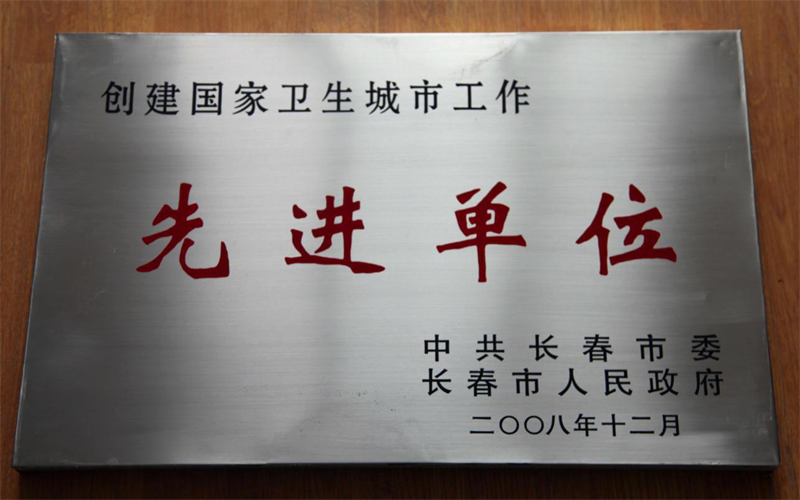 创建国家卫生城市工作
先进单位
中共长春市委
长春市人民政府
二〇〇八年十二月